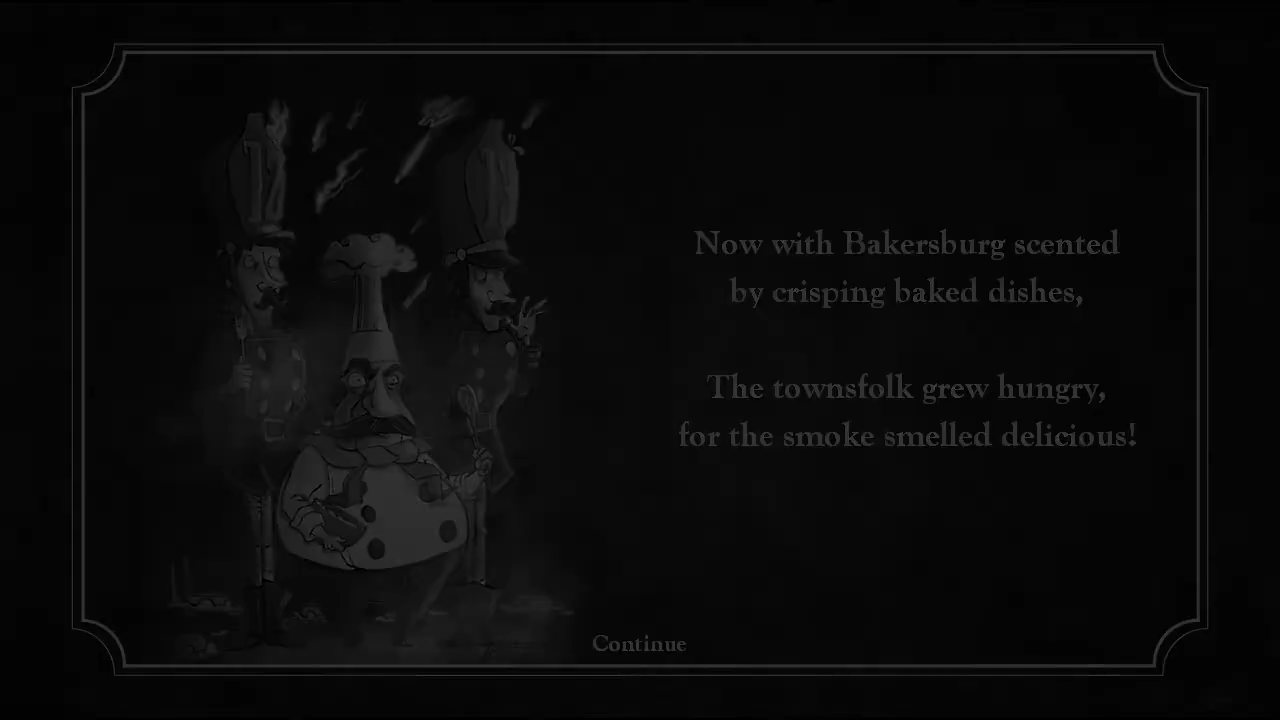 Now with Bakersburg scented
by crisping baked dishes,
The townsfolk grew hungry,
for the smoke smelled delicious!
Continue